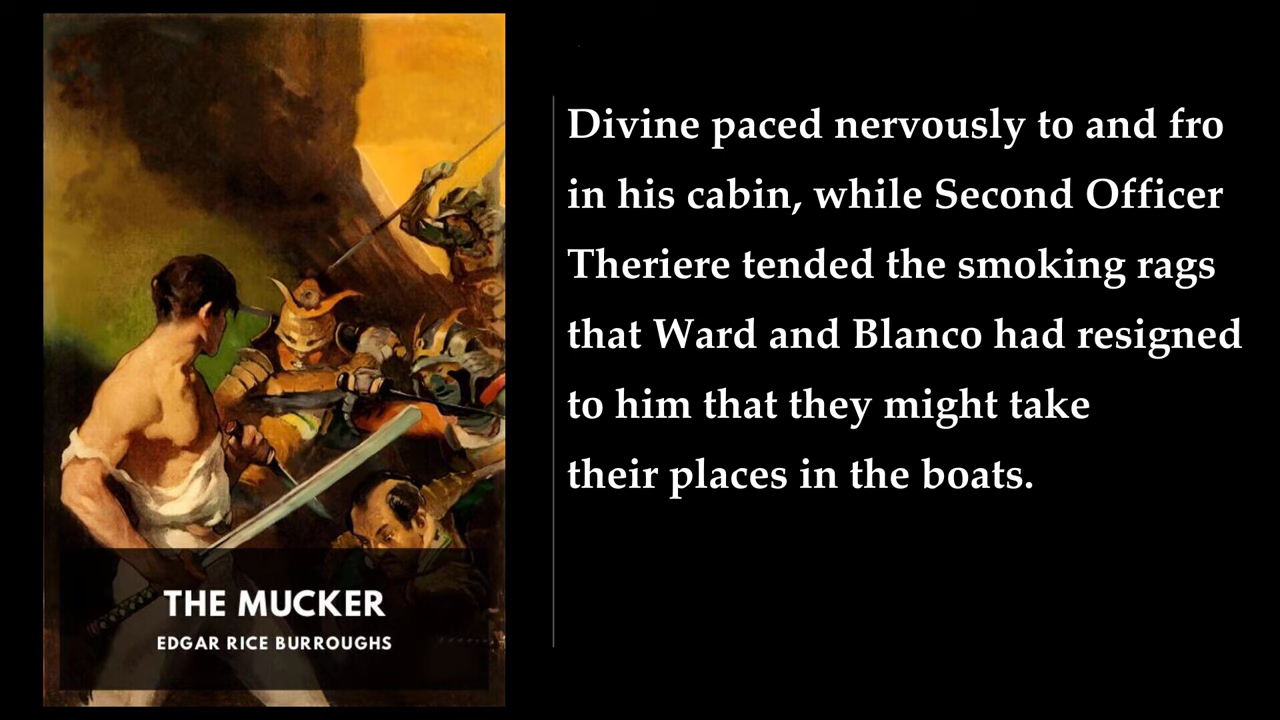 THE MUCKER
EDGAR RICE BURROUGHS
Divine paced nervously to and fro
in his cabin, while Second Officer
Theriere tended the smoking rags
that Ward and Blanco had resigned
to him that they might take
their places in the boats.